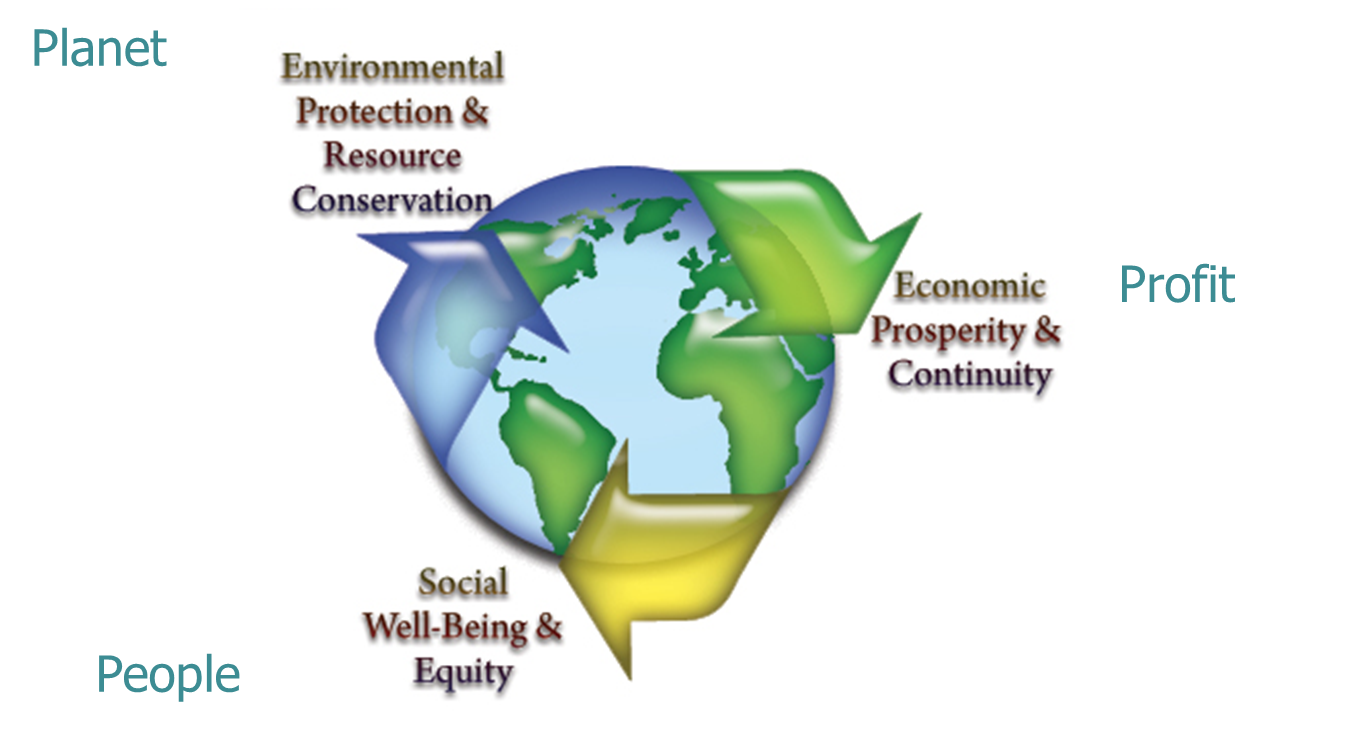 Planet
Environmental
Protection &
Resource
Conservation
Economic
Prosperity &
Continuity
Profit
Social
Well-Being &
Equity
People